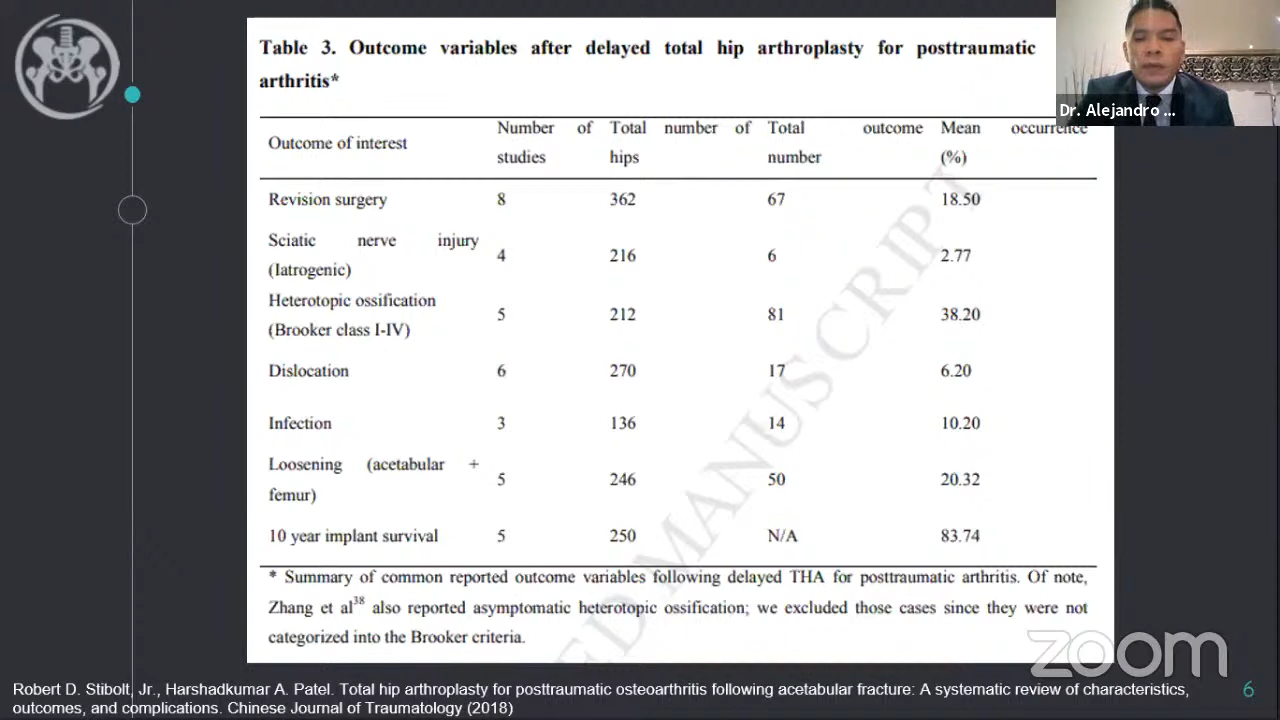 Table 3. Outcome variables after delayed total hip arthroplasty for posttraumatic
arthritis*
Dr. Alejandro ...
Outcome of interest Number of studies Total number of hips Total outcome number Mean occurrence (%)
Revision surgery 8 362 67 18.50
Sciatic nerve injury (Iatrogenic) 4 216 6 2.77
Heterotopic ossification (Brooker class I-IV) 5 212 81 38.20
Dislocation 6 270 17 6.20
Infection 3 136 14 10.20
Loosening (acetabular + femur) 5 246 50 20.32
10 year implant survival 5 250 N/A 83.74
* Summary of common reported outcome variables following delayed THA for posttraumatic arthritis. Of note,
Zhang et al38 also reported asymptomatic heterotopic ossification; we excluded those cases since they were not
categorized into the Brooker criteria.
ED MANUSCRIPT
zoom
Robert D. Stibolt, Jr., Harshadkumar A. Patel. Total hip arthroplasty for posttraumatic osteoarthritis following acetabular fracture: A systematic review of characteristics,
outcomes, and complications. Chinese Journal of Traumatology (2018)
6